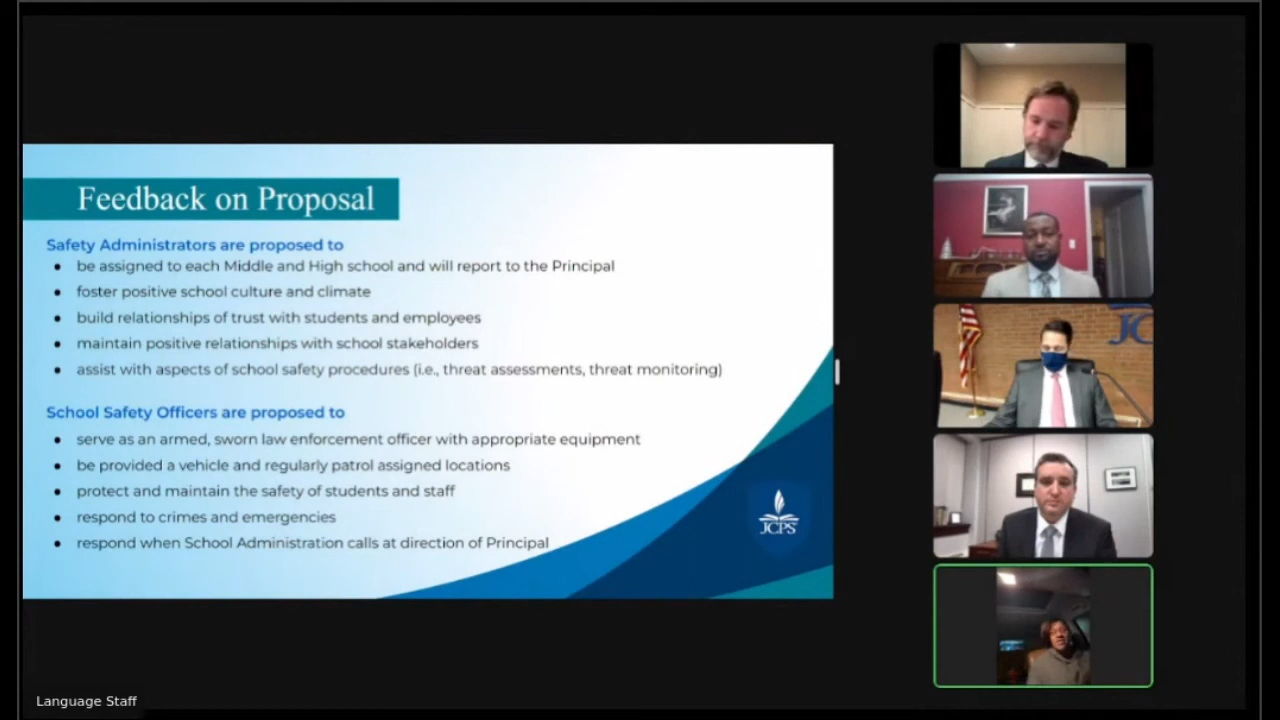 Feedback on Proposal
Safety Administrators are proposed to
• be assigned to each Middle and High school and will report to the Principal
• foster positive school culture and climate
• build relationships of trust with students and employees
• maintain positive relationships with school stakeholders
• assist with aspects of school safety procedures (i.e., threat assessments, threat monitoring)
School Safety Officers are proposed to
• serve as an armed, sworn law enforcement officer with appropriate equipment
• be provided a vehicle and regularly patrol assigned locations
• protect and maintain the safety of students and staff
• respond to crimes and emergencies
• respond when School Administration calls at direction of Principal
JCPS
JC
Language Staff